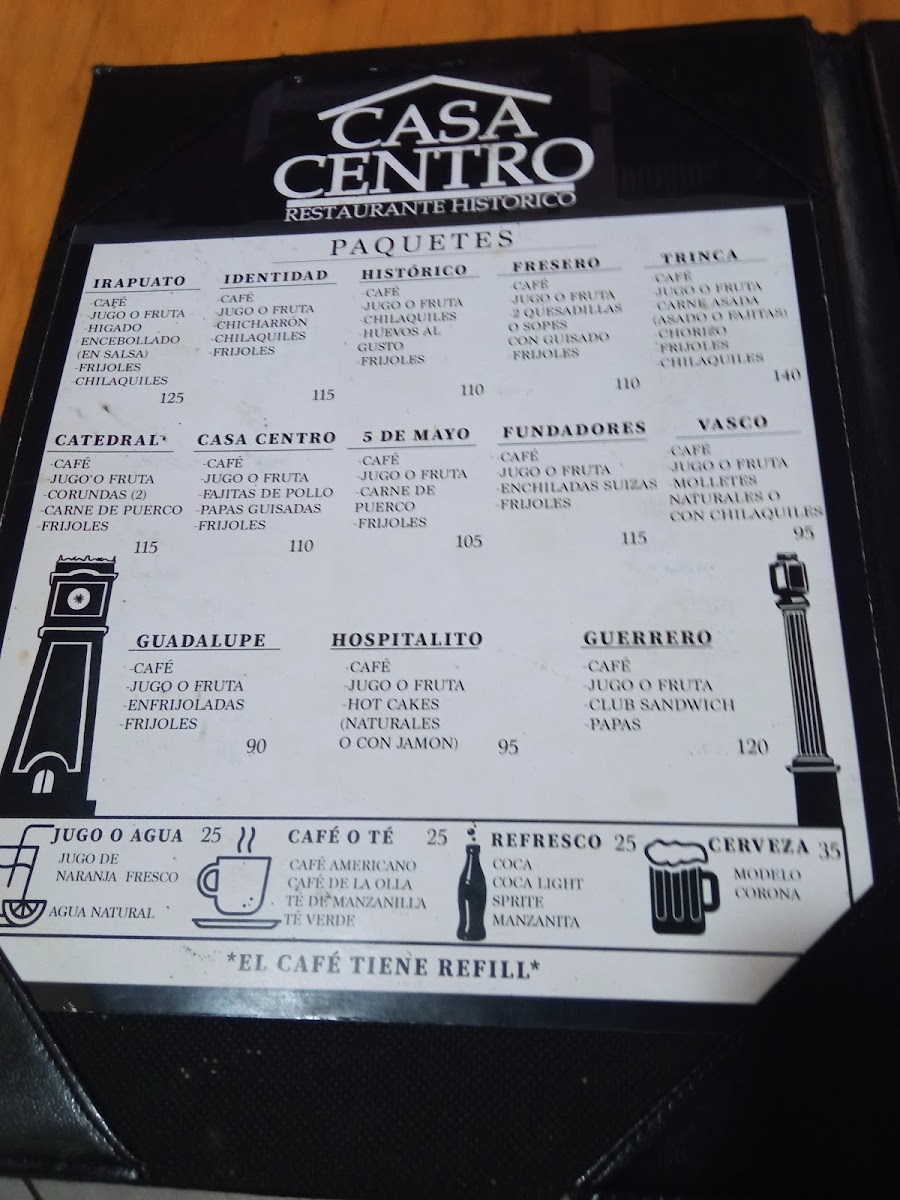 CASA
CENTRO
RESTAURANTE HISTÓRICO
PAQUETES
IRAPUATO
-CAFÉ
-JUGO O FRUTA
-HIGADO
ENCEBOLLADO
(EN SALSA)
-FRIJOLES
-CHILAQUILES
125
IDENTIDAD
-CAFÉ
JUGO O FRUTA
-CHICHARRÓN
-CHILAQUILES
-FRIJOLES
115
HISTÓRICO
-CAFÉ
JUGO O FRUTA
-CHILAQUILES
-HUEVOS AL
GUSTO
-FRIJOLES
110
FRESERO
-CAFÉ
JUGO O FRUTA
-2 QUESADILLAS
O SOPES
CON GUISADO
-FRIJOLES
110
TRINCA
-CAFÉ
JUGO O FRUTA
CARNE ASADA
(ASADO O FAJITAS)
-CHORIZO
FRIJOLES
CHILAQUILES
140
CATEDRAL*
-CAFÉ
-JUGO O FRUTA
-CORUNDAS (2)
-CARNE DE PUERCO
-FRIJOLES
115
CASA CENTRO
-CAFÉ
-JUGO O FRUTA
-FAJITAS DE POLLO
-PAPAS GUISADAS
-FRIJOLES
110
5 DE MAYO
-CAFÉ
-JUGO O FRUTA
-CARNE DE
PUERCO
-FRIJOLES
105
FUNDADORES
-CAFÉ
JUGO O FRUTA
-ENCHILADAS SUIZAS
-FRIJOLES
115
VASCO
CAFÉ
-JUGO O FRUTA
-MOLLETES
NATURALES O
CON CHILAQUILES
95
GUADALUPE
-CAFÉ
-JUGO O FRUTA
-ENFRIJOLADAS
-FRIJOLES
90
HOSPITALITO
-CAFÉ
-JUGO O FRUTA
-HOT CAKES
(NATURALES
O CON JAMON)
95
GUERRERO
-CAFÉ
-JUGO O FRUTA
-CLUB SANDWICH
-PAPAS
120
JUGO O AGUA 25
JUGO DE
NARANJA FRESCO
AGUA NATURAL
CAFÉ O TÉ 25
CAFÉ AMERICANO
CAFÉ DE LA OLLA
TÉ DE MANZANILLA
TÉ VERDE
REFRESCO 25
COCA
COCA LIGHT
SPRITE
MANZANITA
CERVEZA 35
MODELO
CORONA
*EL CAFÉ TIENE REFILL*